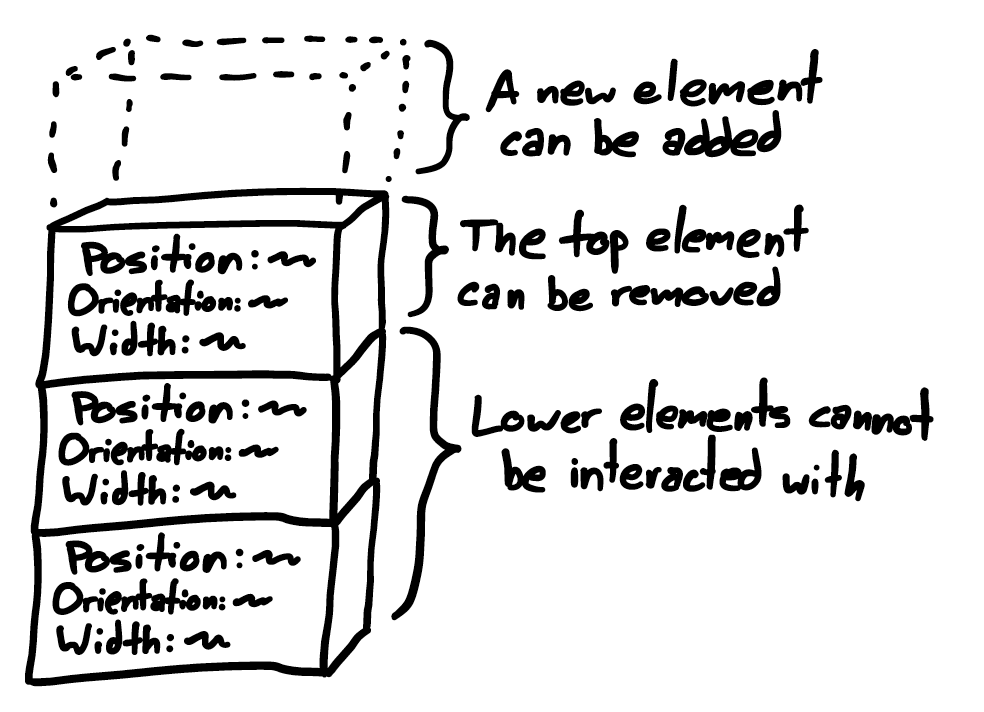 A new element
can be added
Position: ~
Orientation: ~
Width: ~
The top element
can be removed
Position: ~
Orientation: ~
Width: ~
Lower elements cannot
be interacted with
Position: ~
Orientation: ~
Width: ~